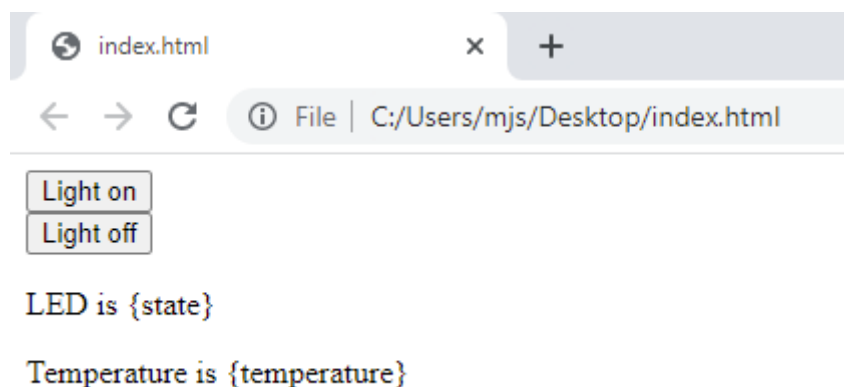 index.html
File | C:/Users/mjs/Desktop/index.html
Light on
Light off
LED is {state}
Temperature is {temperature}